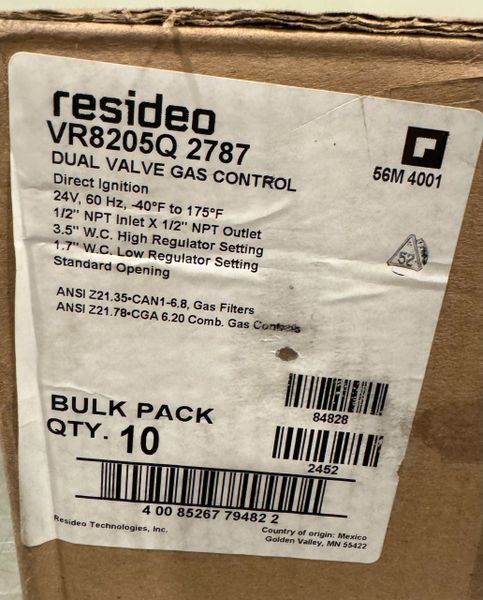 resideo
VR8205Q 2787
DUAL VALVE GAS CONTROL
Direct Ignition
24V, 60 Hz, -40°F to 175°F
1/2" NPT Inlet X 1/2" NPT Outlet
3.5" W.C. High Regulator Setting
1.7" W.C. Low Regulator Setting
Standard Opening
56M 4001
52
ANSI Z21.35•CAN1-6.8, Gas Filters
ANSI Z21.78•CGA 6.20 Comb. Gas Controls
BULK PACK
QTY. 10
84828
2452
4 00 85267 79482 2
Resideo Technologies, Inc.
Country of origin: Mexico
Golden Valley, MN 55422